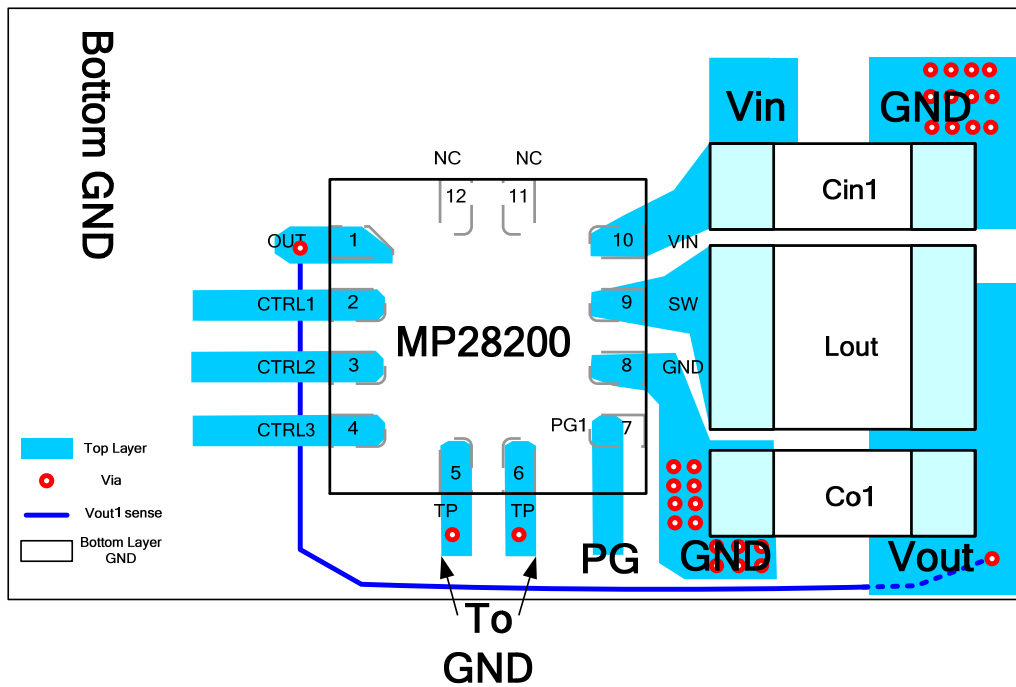 Bottom GND
Vin
GND
NC
NC
12
11
Cin1
OUT
1
10
VIN
CTRL1
2
9
SW
MP28200
Lout
CTRL2
3
8
GND
CTRL3
4
PG1
7
Top Layer
5
6
Via
TP
TP
Co1
Vout1 sense
Bottom Layer
GND
PG
GND
Vout
To
GND